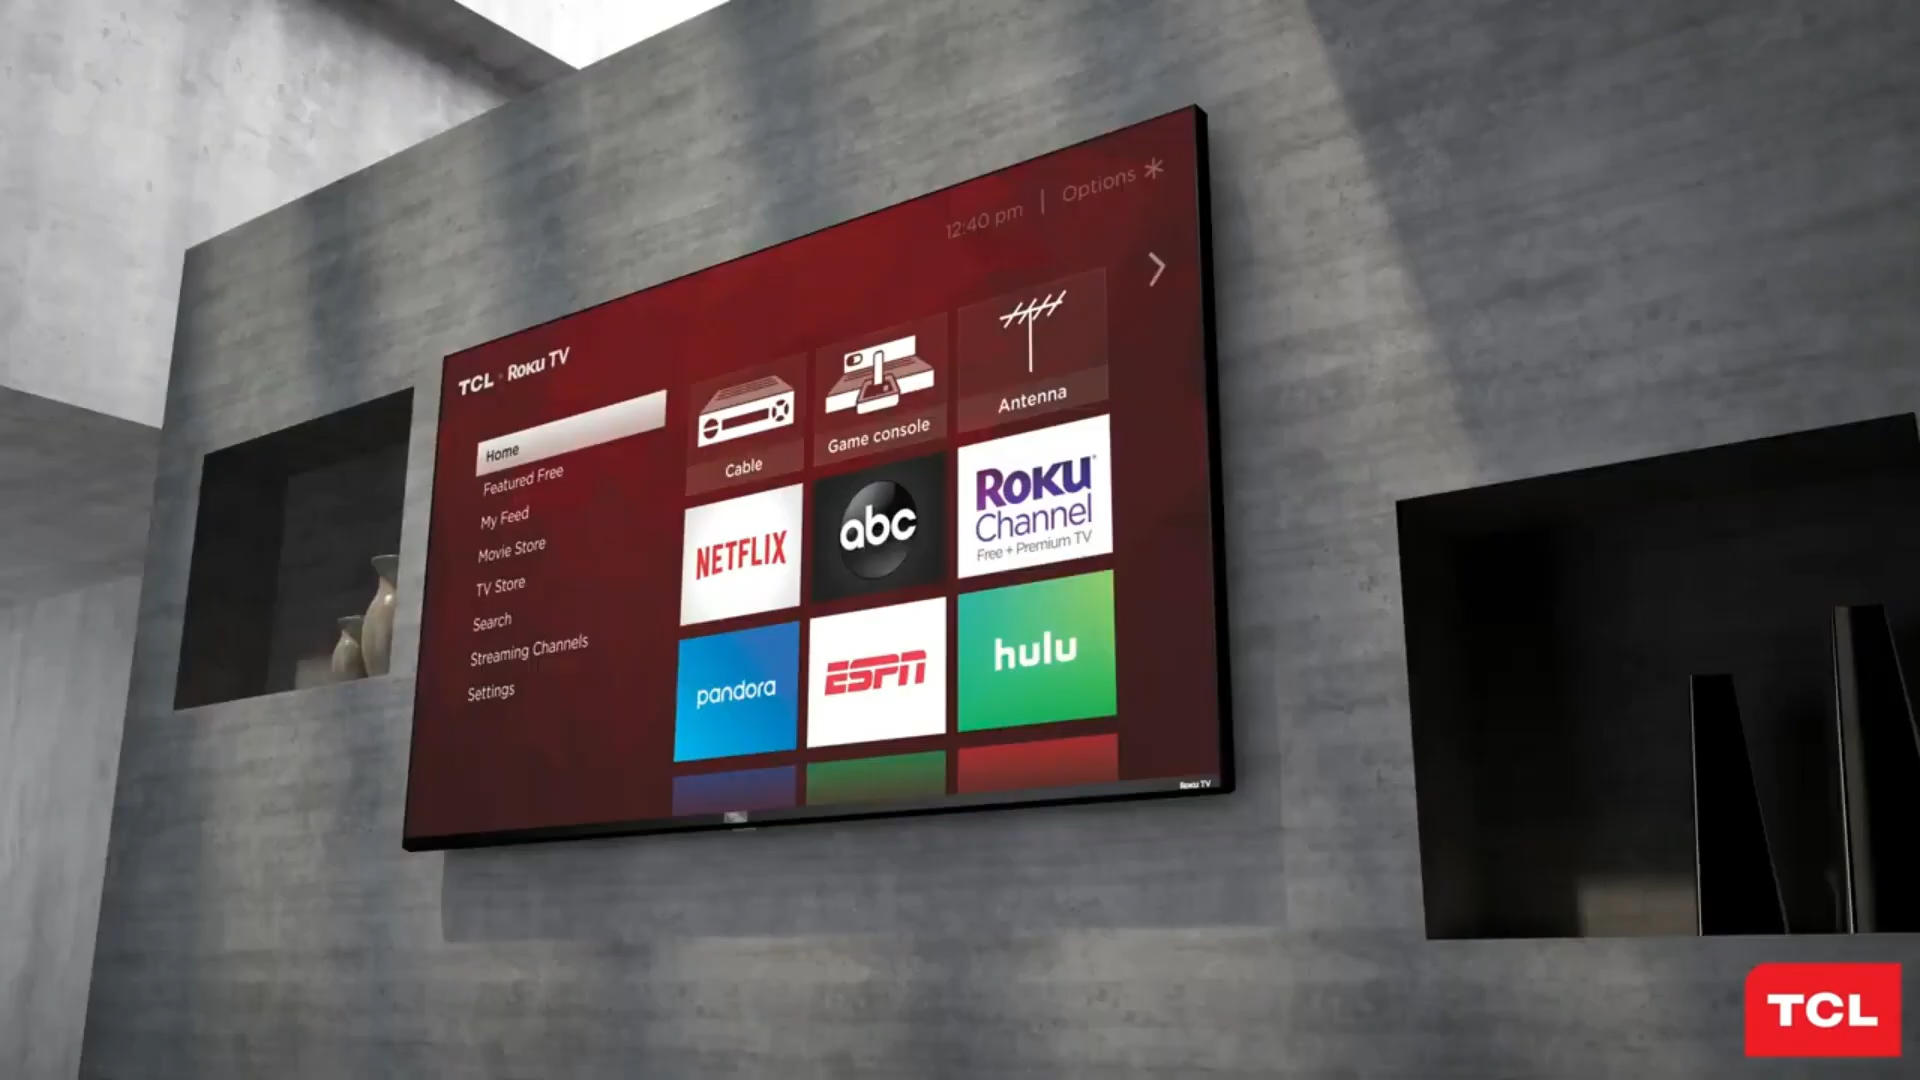 12:40 pm | Options *
TCL • Roku TV
Home
Featured Free
My Feed
Movie Store
TV Store
Search
Streaming Channels
Settings
Cable
Game console
Antenna
NETFLIX
abc
Roku
Channel
Free + Premium TV
pandora
ESPN
hulu
Roku TV
TCL